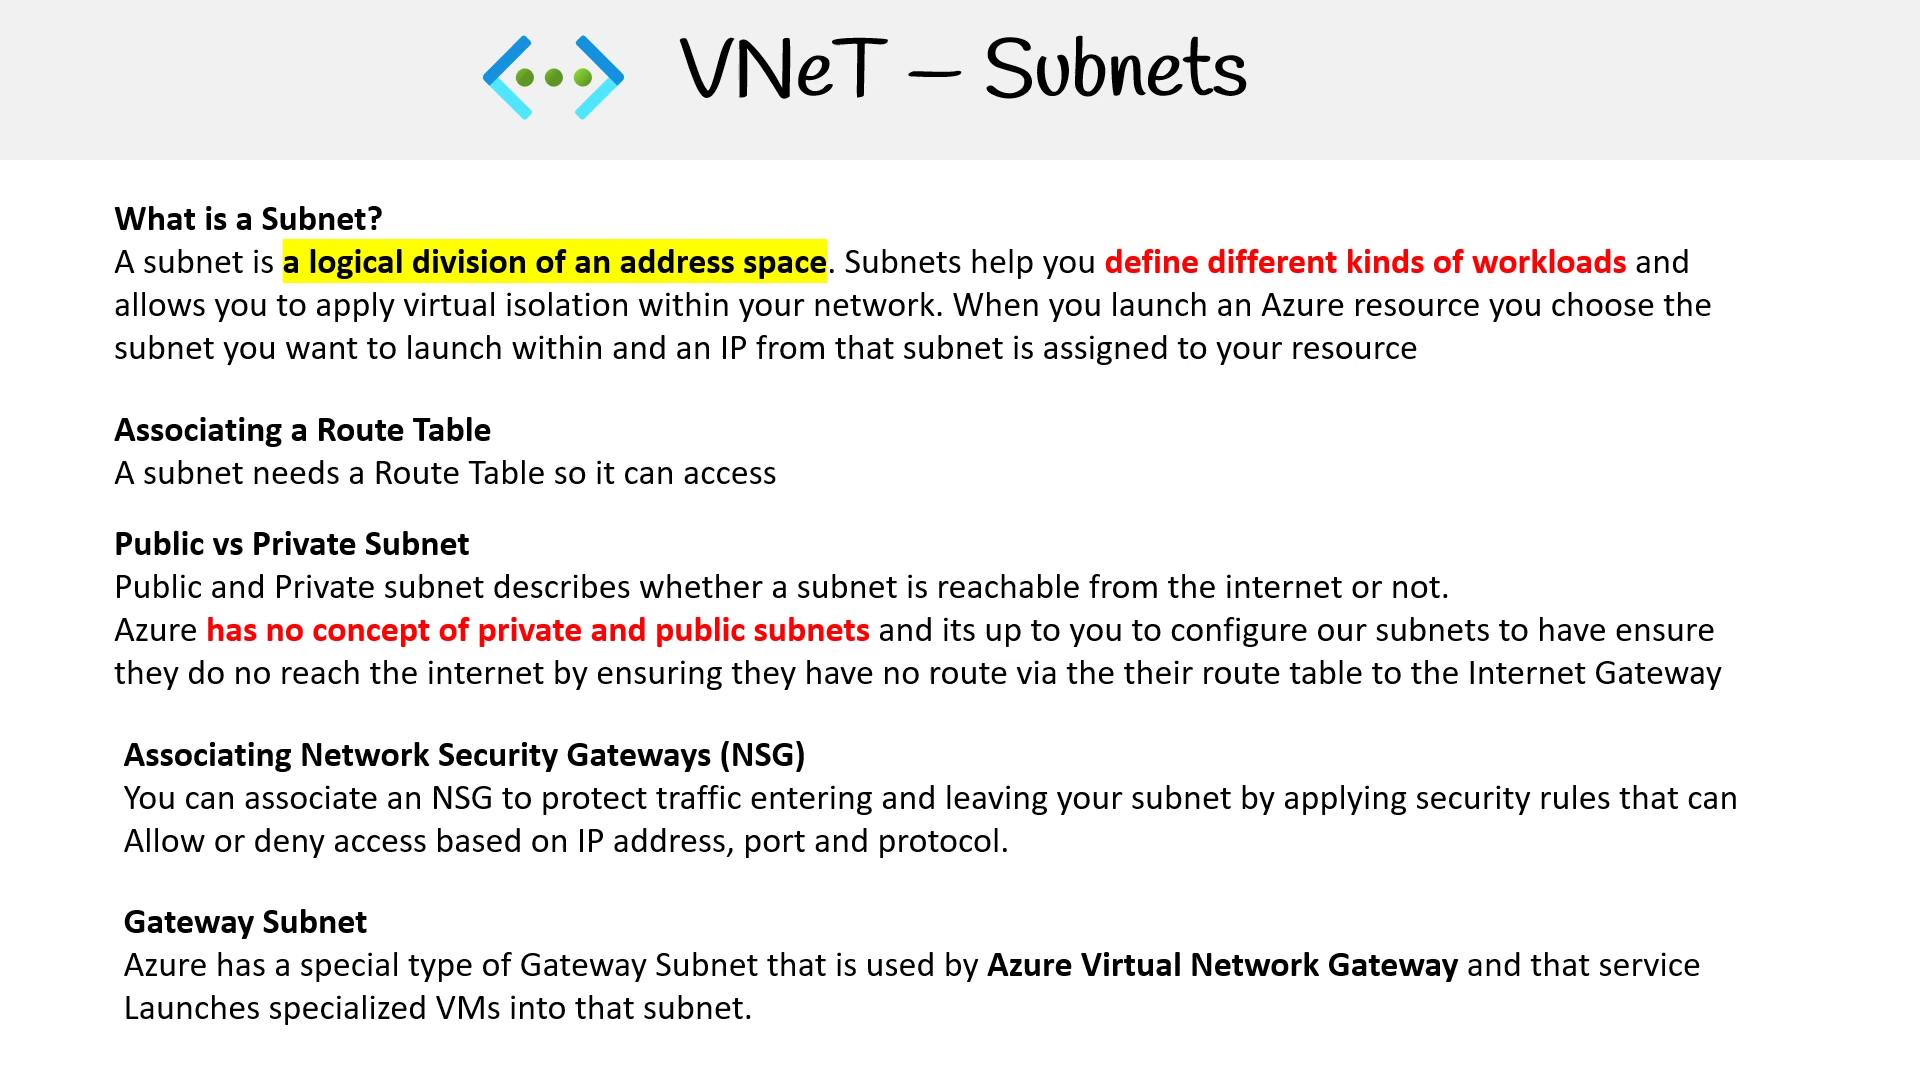 VNeT – Subnets
What is a Subnet?
A subnet is a logical division of an address space. Subnets help you define different kinds of workloads and
allows you to apply virtual isolation within your network. When you launch an Azure resource you choose the
subnet you want to launch within and an IP from that subnet is assigned to your resource
Associating a Route Table
A subnet needs a Route Table so it can access
Public vs Private Subnet
Public and Private subnet describes whether a subnet is reachable from the internet or not.
Azure has no concept of private and public subnets and its up to you to configure our subnets to have ensure
they do no reach the internet by ensuring they have no route via the their route table to the Internet Gateway
Associating Network Security Gateways (NSG)
You can associate an NSG to protect traffic entering and leaving your subnet by applying security rules that can
Allow or deny access based on IP address, port and protocol.
Gateway Subnet
Azure has a special type of Gateway Subnet that is used by Azure Virtual Network Gateway and that service
Launches specialized VMs into that subnet.